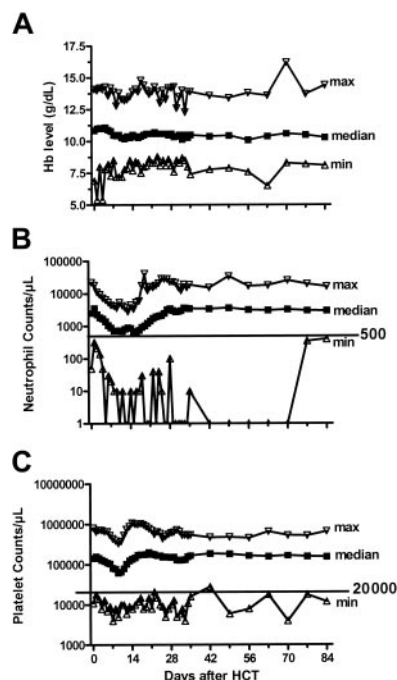 A
17.5
15.0
12.5
10.0
7.5
5.0
Hb level (g/dL)
max
median
min
B
100000
10000
1000
100
10
1
Neutrophil Counts/µL
max
median
500
min
C
10000000
1000000
100000
10000
1000
Platelet Counts/µL
max
median
20000
min
0 14 28 42 56 70 84
Days after HCT